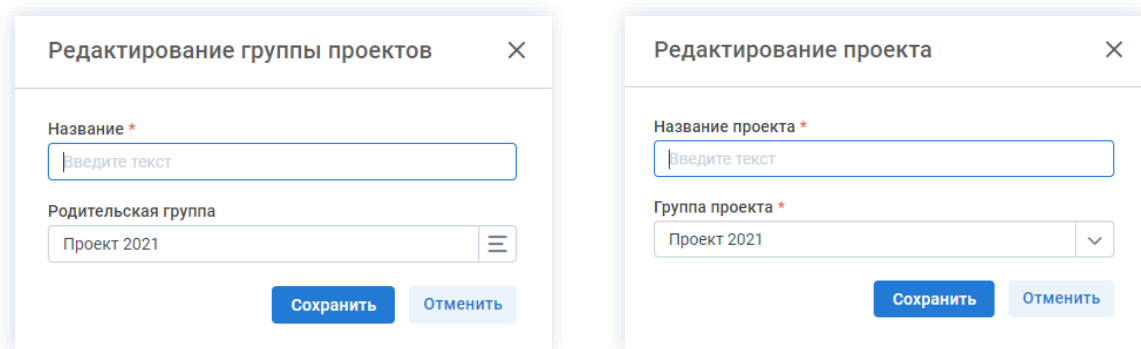 Редактирование группы проектов
Название *
Введите текст
Родительская группа
Проект 2021
Сохранить Отменить
Редактирование проекта
Название проекта *
Введите текст
Группа проекта *
Проект 2021
Сохранить Отменить